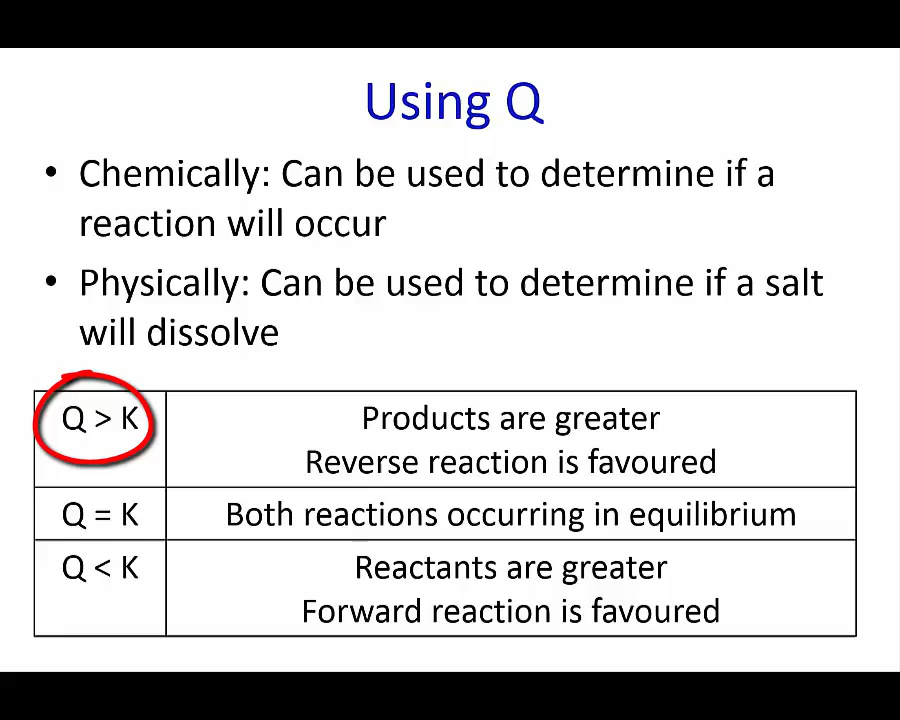 Using Q
• Chemically: Can be used to determine if a
reaction will occur
• Physically: Can be used to determine if a salt
will dissolve
Q > K
Products are greater
Reverse reaction is favoured
Q = K
Both reactions occurring in equilibrium
Q < K
Reactants are greater
Forward reaction is favoured